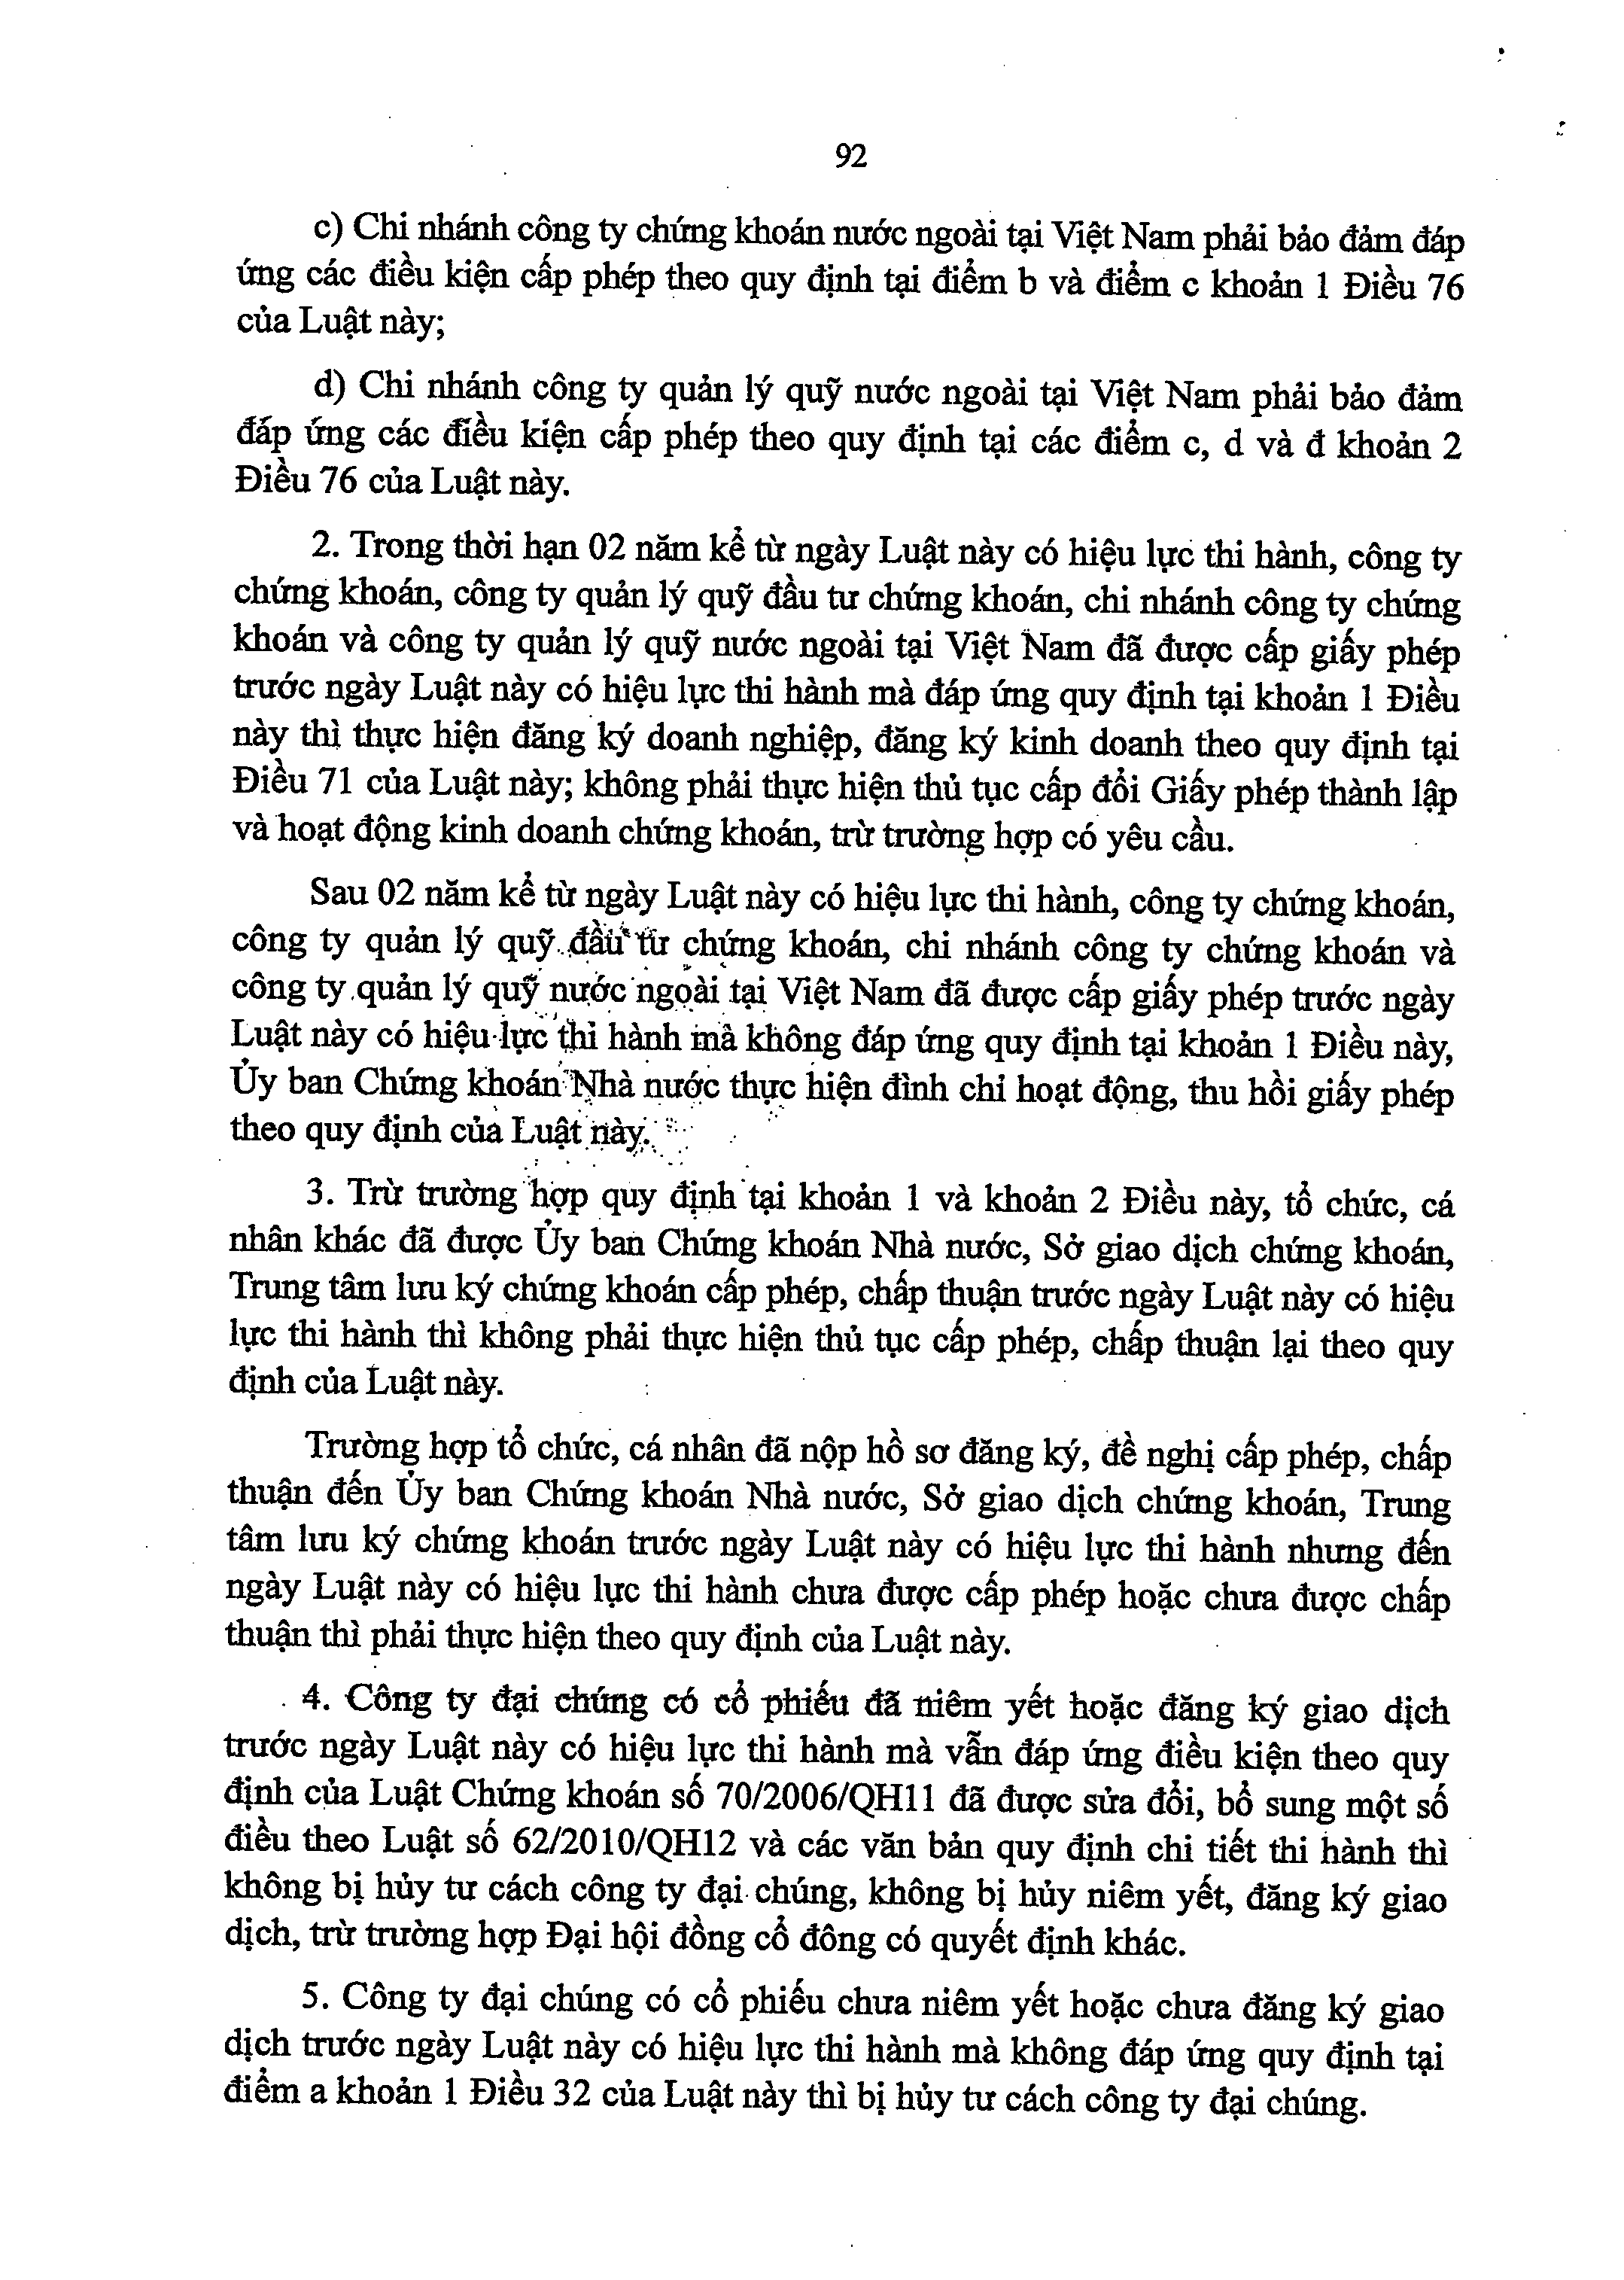 92
c) Chi nhánh công ty chứng khoán nước ngoài tại Việt Nam phải bảo đảm đáp
ứng các điều kiện cấp phép theo quy định tại điểm b và điểm c khoản 1 Điều 76
của Luật này;
d) Chi nhánh công ty quản lý quỹ nước ngoài tại Việt Nam phải bảo đảm
đáp ứng các điều kiện cấp phép theo quy định tại các điểm c, d và đ khoản 2
Điều 76 của Luật này.
2. Trong thời hạn 02 năm kể từ ngày Luật này có hiệu lực thi hành, công ty
chứng khoán, công ty quản lý quỹ đầu tư chứng khoán, chi nhánh công ty chứng
khoán và công ty quản lý quỹ nước ngoài tại Việt Nam đã được cấp giấy phép
trước ngày Luật này có hiệu lực thi hành mà đáp ứng quy định tại khoản 1 Điều
này thì thực hiện đăng ký doanh nghiệp, đăng ký kinh doanh theo quy định tại
Điều 71 của Luật này; không phải thực hiện thủ tục cấp đổi Giấy phép thành lập
và hoạt động kinh doanh chứng khoán, trừ trường hợp có yêu cầu.
Sau 02 năm kể từ ngày Luật này có hiệu lực thi hành, công ty chứng khoán,
công ty quản lý quỹ đầu tư chứng khoán, chi nhánh công ty chứng khoán và
công ty quản lý quỹ nước ngoài tại Việt Nam đã được cấp giấy phép trước ngày
Luật này có hiệu lực thi hành mà không đáp ứng quy định tại khoản 1 Điều này,
Ủy ban Chứng khoán Nhà nước thực hiện đình chỉ hoạt động, thu hồi giấy phép
theo quy định của Luật này.
3. Trừ trường hợp quy định tại khoản 1 và khoản 2 Điều này, tổ chức, cá
nhân khác đã được Ủy ban Chứng khoán Nhà nước, Sở giao dịch chứng khoán,
Trung tâm lưu ký chứng khoán cấp phép, chấp thuận trước ngày Luật này có hiệu
lực thi hành thì không phải thực hiện thủ tục cấp phép, chấp thuận lại theo quy
định của Luật này.
Trường hợp tổ chức, cá nhân đã nộp hồ sơ đăng ký, đề nghị cấp phép, chấp
thuận đến Ủy ban Chứng khoán Nhà nước, Sở giao dịch chứng khoán, Trung
tâm lưu ký chứng khoán trước ngày Luật này có hiệu lực thi hành nhưng đến
ngày Luật này có hiệu lực thi hành chưa được cấp phép hoặc chưa được chấp
thuận thì phải thực hiện theo quy định của Luật này.
4. Công ty đại chúng có cổ phiếu đã niêm yết hoặc đăng ký giao dịch
trước ngày Luật này có hiệu lực thi hành mà vẫn đáp ứng điều kiện theo quy
định của Luật Chứng khoán số 70/2006/QH11 đã được sửa đổi, bổ sung một số
điều theo Luật số 62/2010/QH12 và các văn bản quy định chi tiết thi hành thì
không bị hủy tư cách công ty đại chúng, không bị hủy niêm yết, đăng ký giao
dịch, trừ trường hợp Đại hội đồng cổ đông có quyết định khác.
5. Công ty đại chúng có cổ phiếu chưa niêm yết hoặc chưa đăng ký giao
dịch trước ngày Luật này có hiệu lực thi hành mà không đáp ứng quy định tại
điểm a khoản 1 Điều 32 của Luật này thì bị hủy tư cách công ty đại chúng.